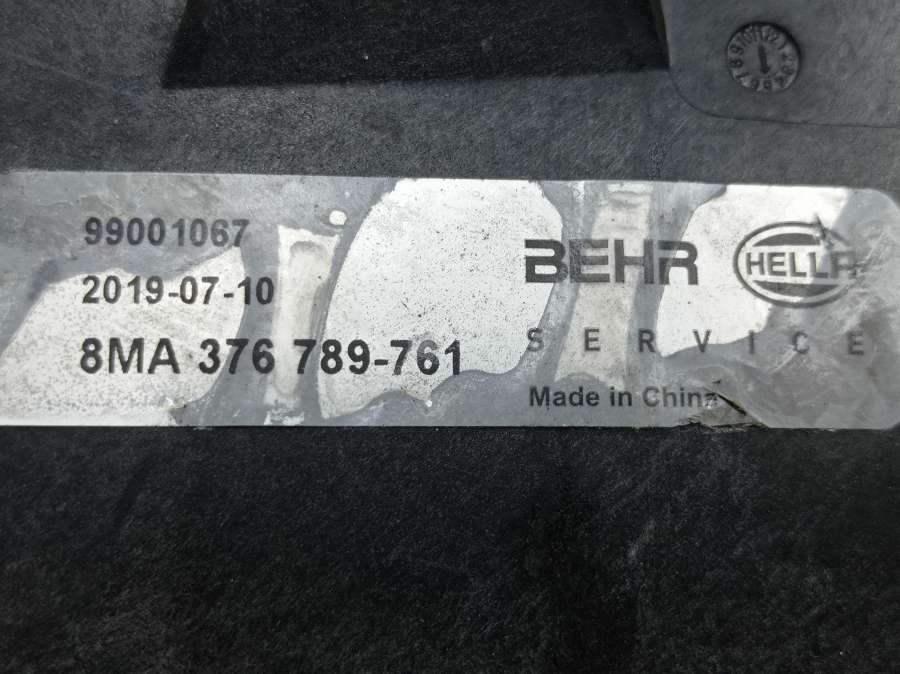 99001067
2019-07-10
8MA 376 789-761
BEHR HELLA
SERVICE
Made in China